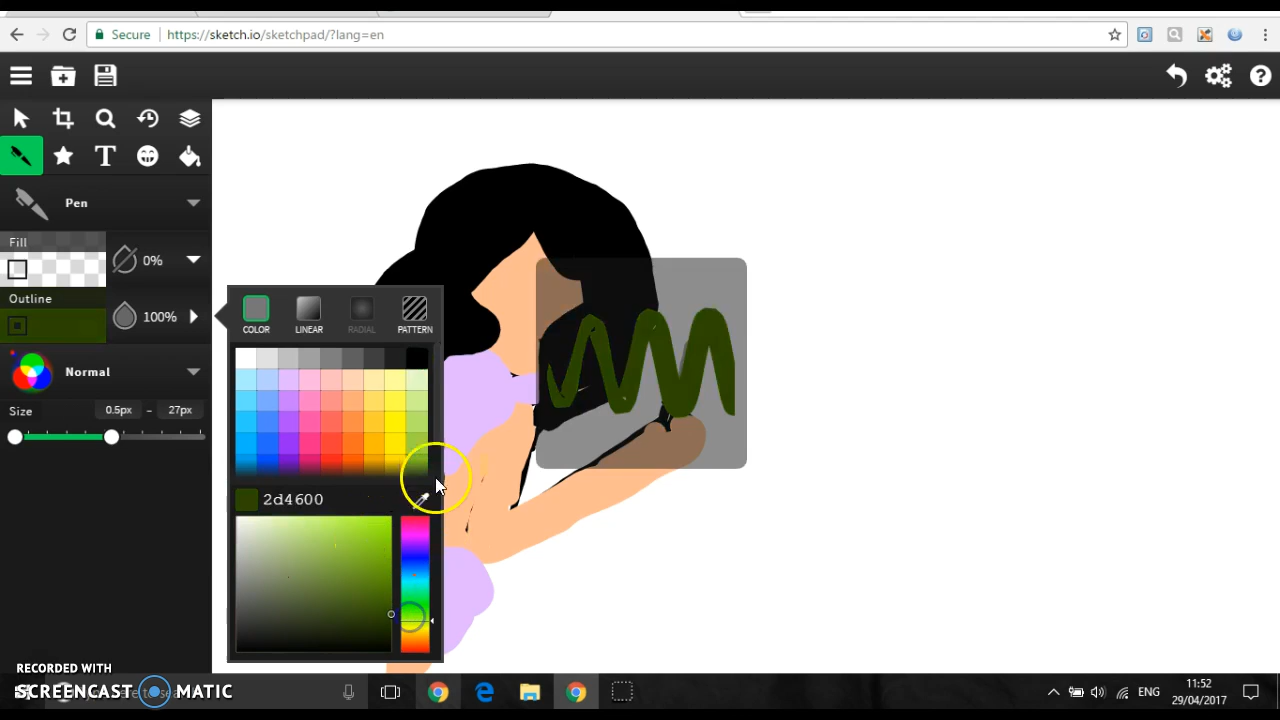 Secure https://sketch.io/sketchpad/?lang=en
Pen
Fill
0%
Outline
100%
COLOR LINEAR RADIAL PATTERN
Normal
Size 0.5px – 27px
2d4600
RECORDED WITH
SCREENCAST MATIC
ENG
11:52
29/04/2017